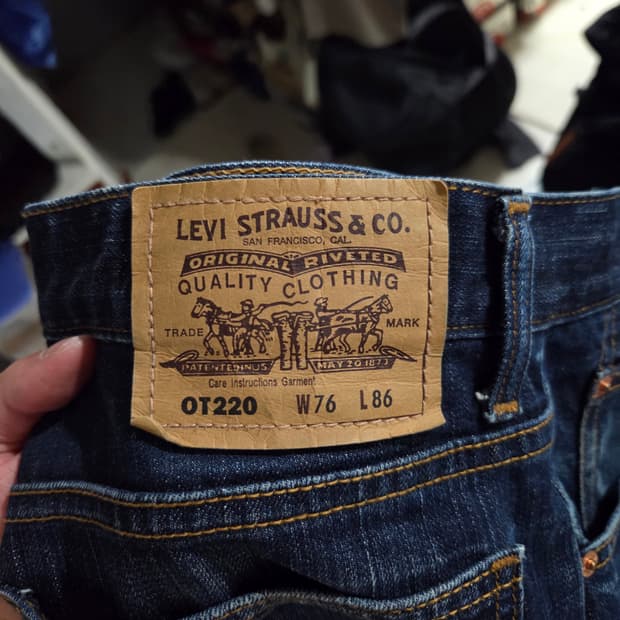 LEVI STRAUSS & CO.
SAN FRANCISCO, CAL.
ORIGINAL RIVETED
QUALITY CLOTHING
TRADE MARK
PATENTED IN U.S. MAY 20 1873
Care Instructions Garment
OT220 W76 L86